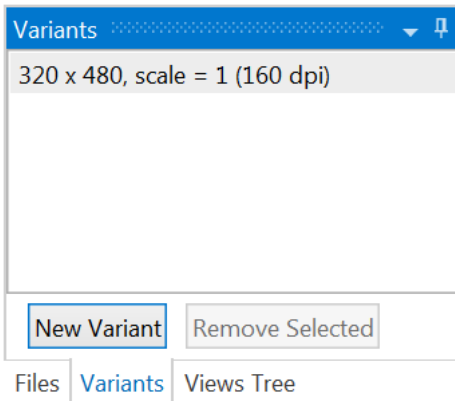 Variants
320 x 480, scale = 1 (160 dpi)
New Variant Remove Selected
Files Variants Views Tree